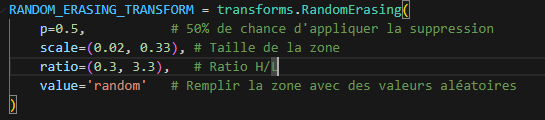 RANDOM_ERASING_TRANSFORM = transforms.RandomErasing(
    p=0.5,           # 50% de chance d'appliquer la suppression
    scale=(0.02, 0.33), # Taille de la zone
    ratio=(0.3, 3.3),   # Ratio H/L
    value='random'   # Remplir la zone avec des valeurs aléatoires
)